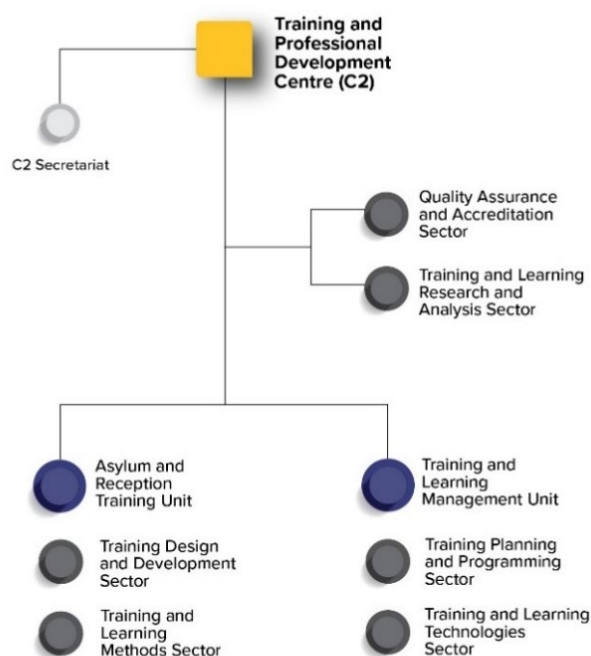 Training and
Professional
Development
Centre (C2)
C2 Secretariat
Quality Assurance
and Accreditation
Sector
Training and Learning
Research and
Analysis Sector
Asylum and
Reception
Training Unit
Training Design
and Development
Sector
Training and
Learning
Methods Sector
Training and
Learning
Management Unit
Training Planning
and Programming
Sector
Training and Learning
Technologies
Sector